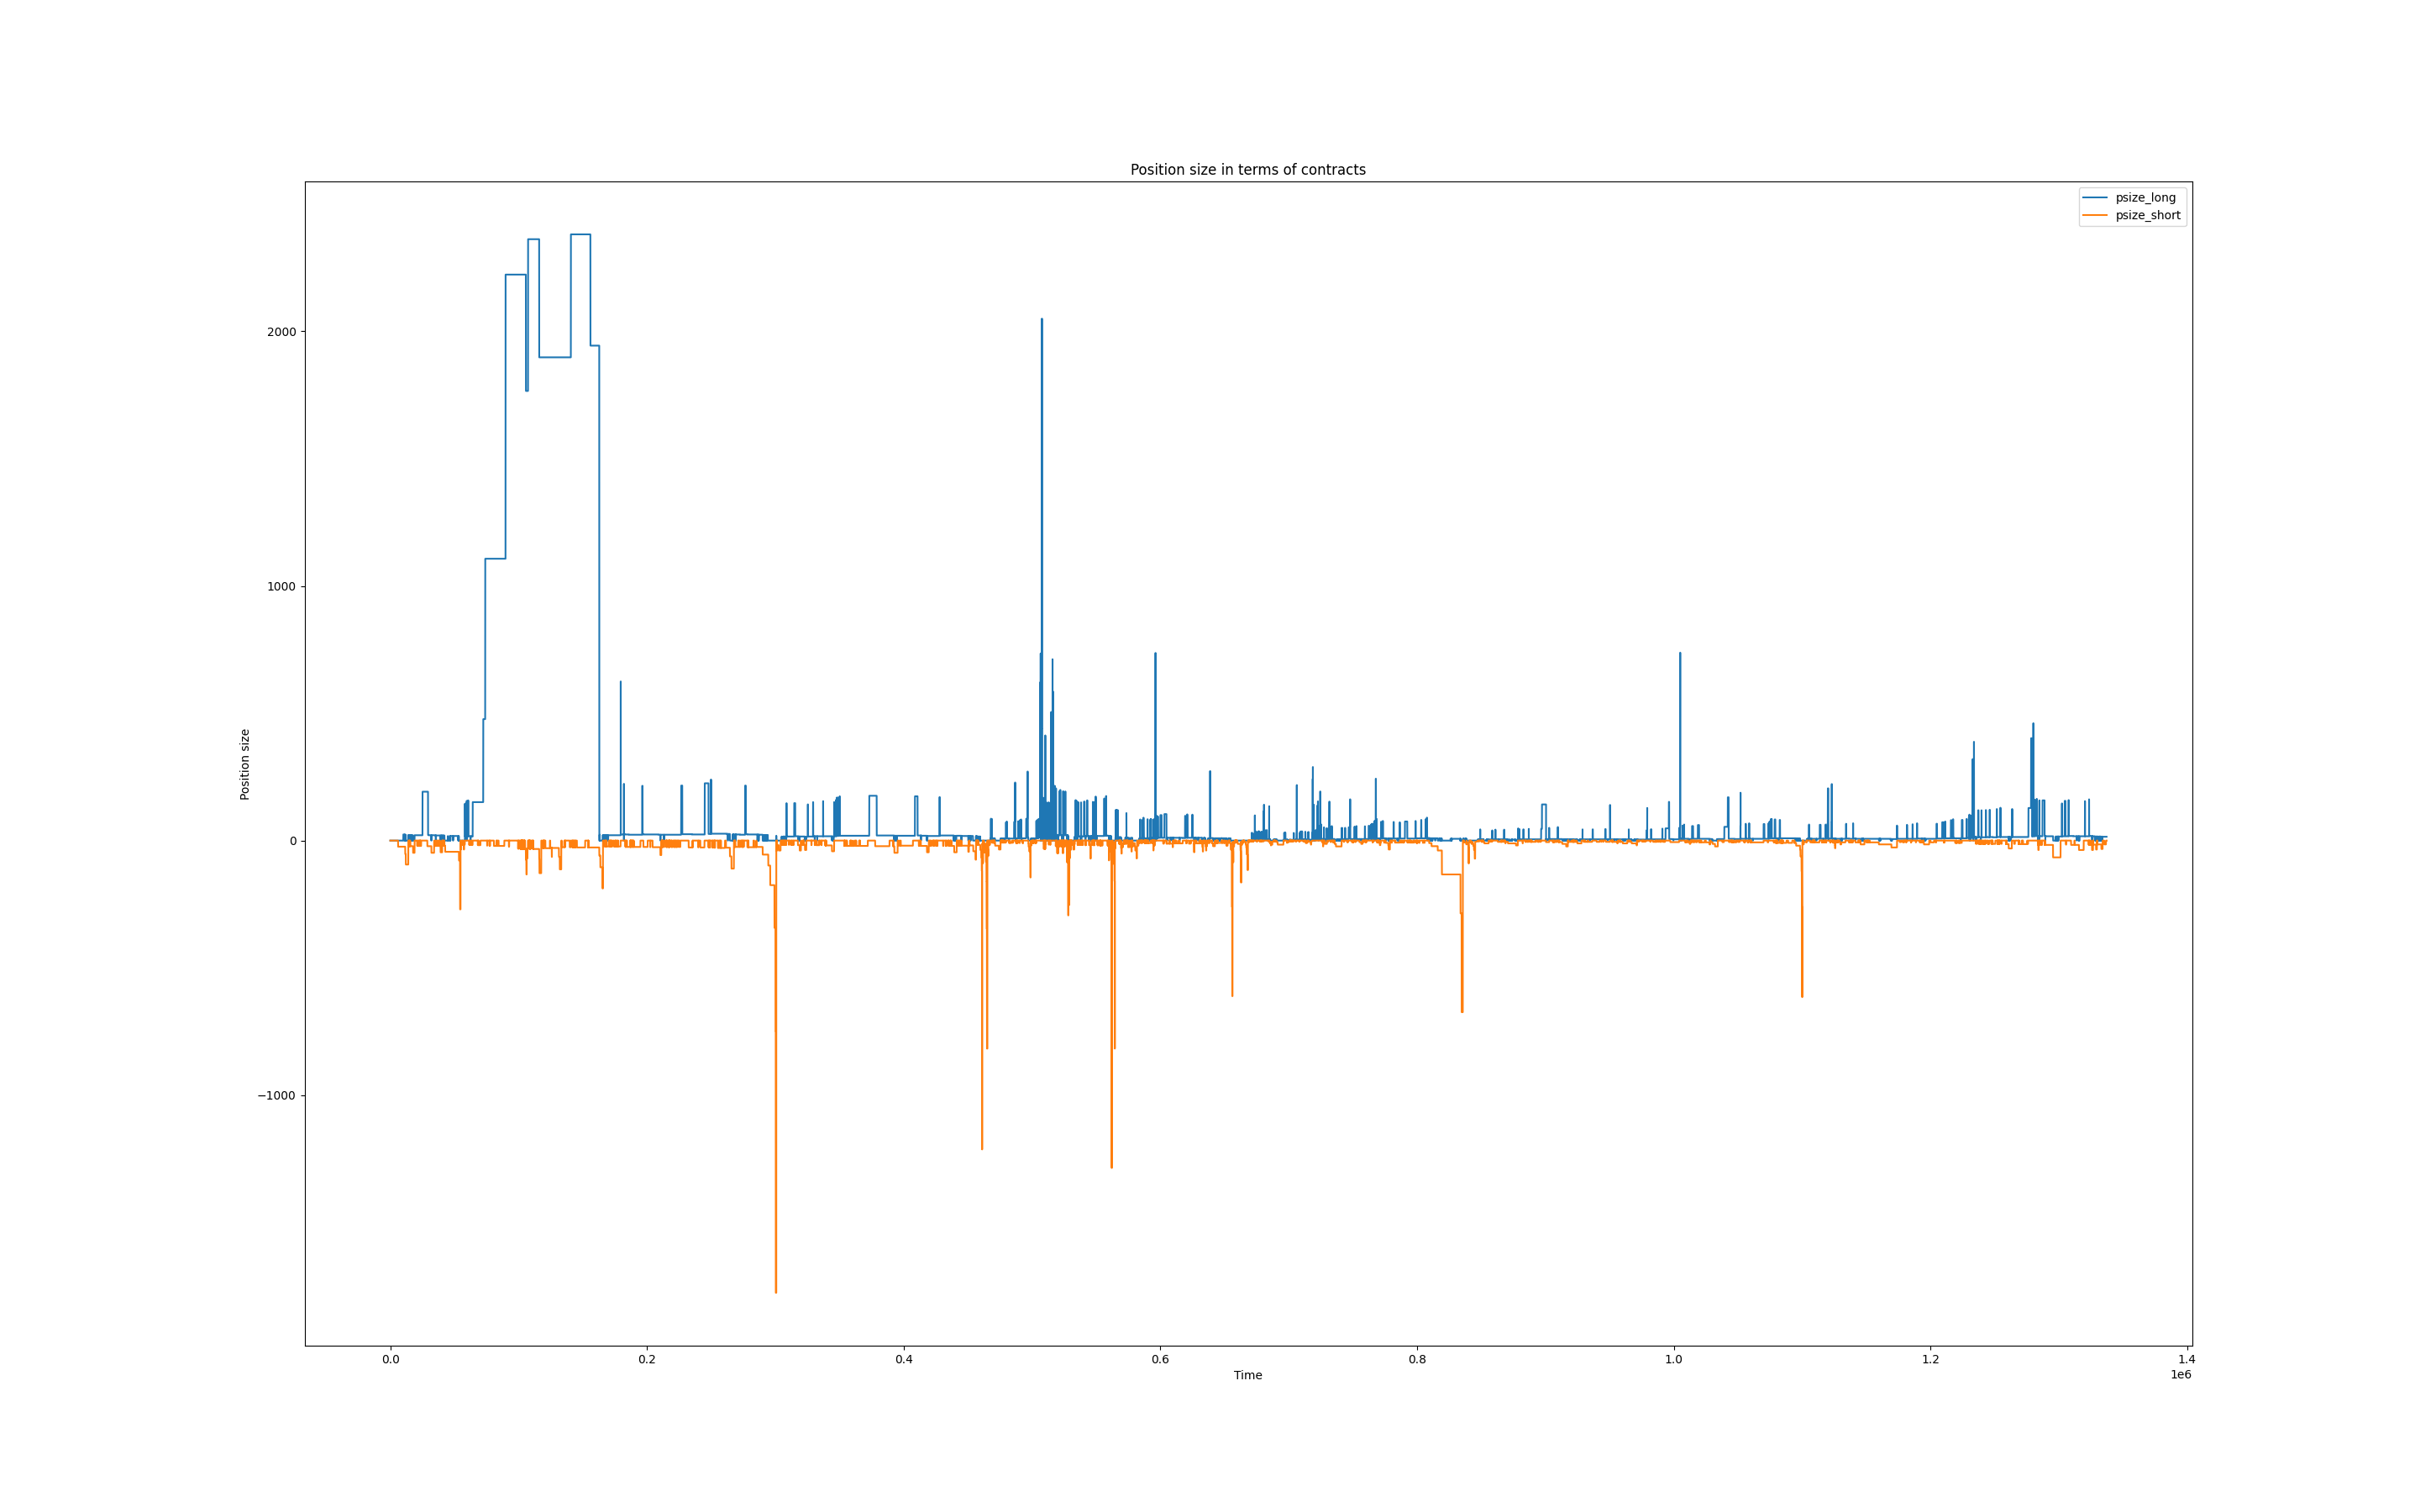 Position size in terms of contracts
psize_long
psize_short
Position size
2000
1000
0
−1000
0.0
0.2
0.4
0.6
0.8
1.0
1.2
1.4
Time
1e6